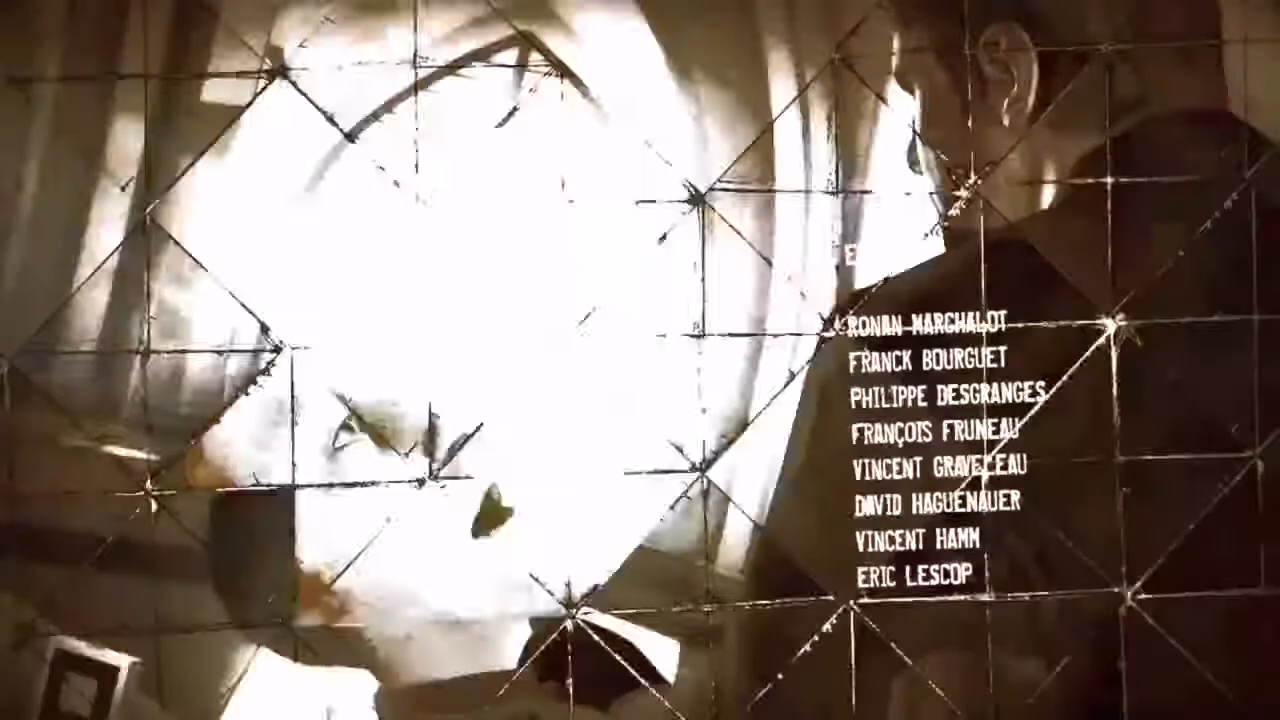 RONAN MARCHALOT
FRANCK BOURGUET
PHILIPPE DESGRANGES
FRANÇOIS FRUNEAU
VINCENT GRAVELEAU
DAVID HAGUENAUER
VINCENT HAMM
ERIC LESCOP